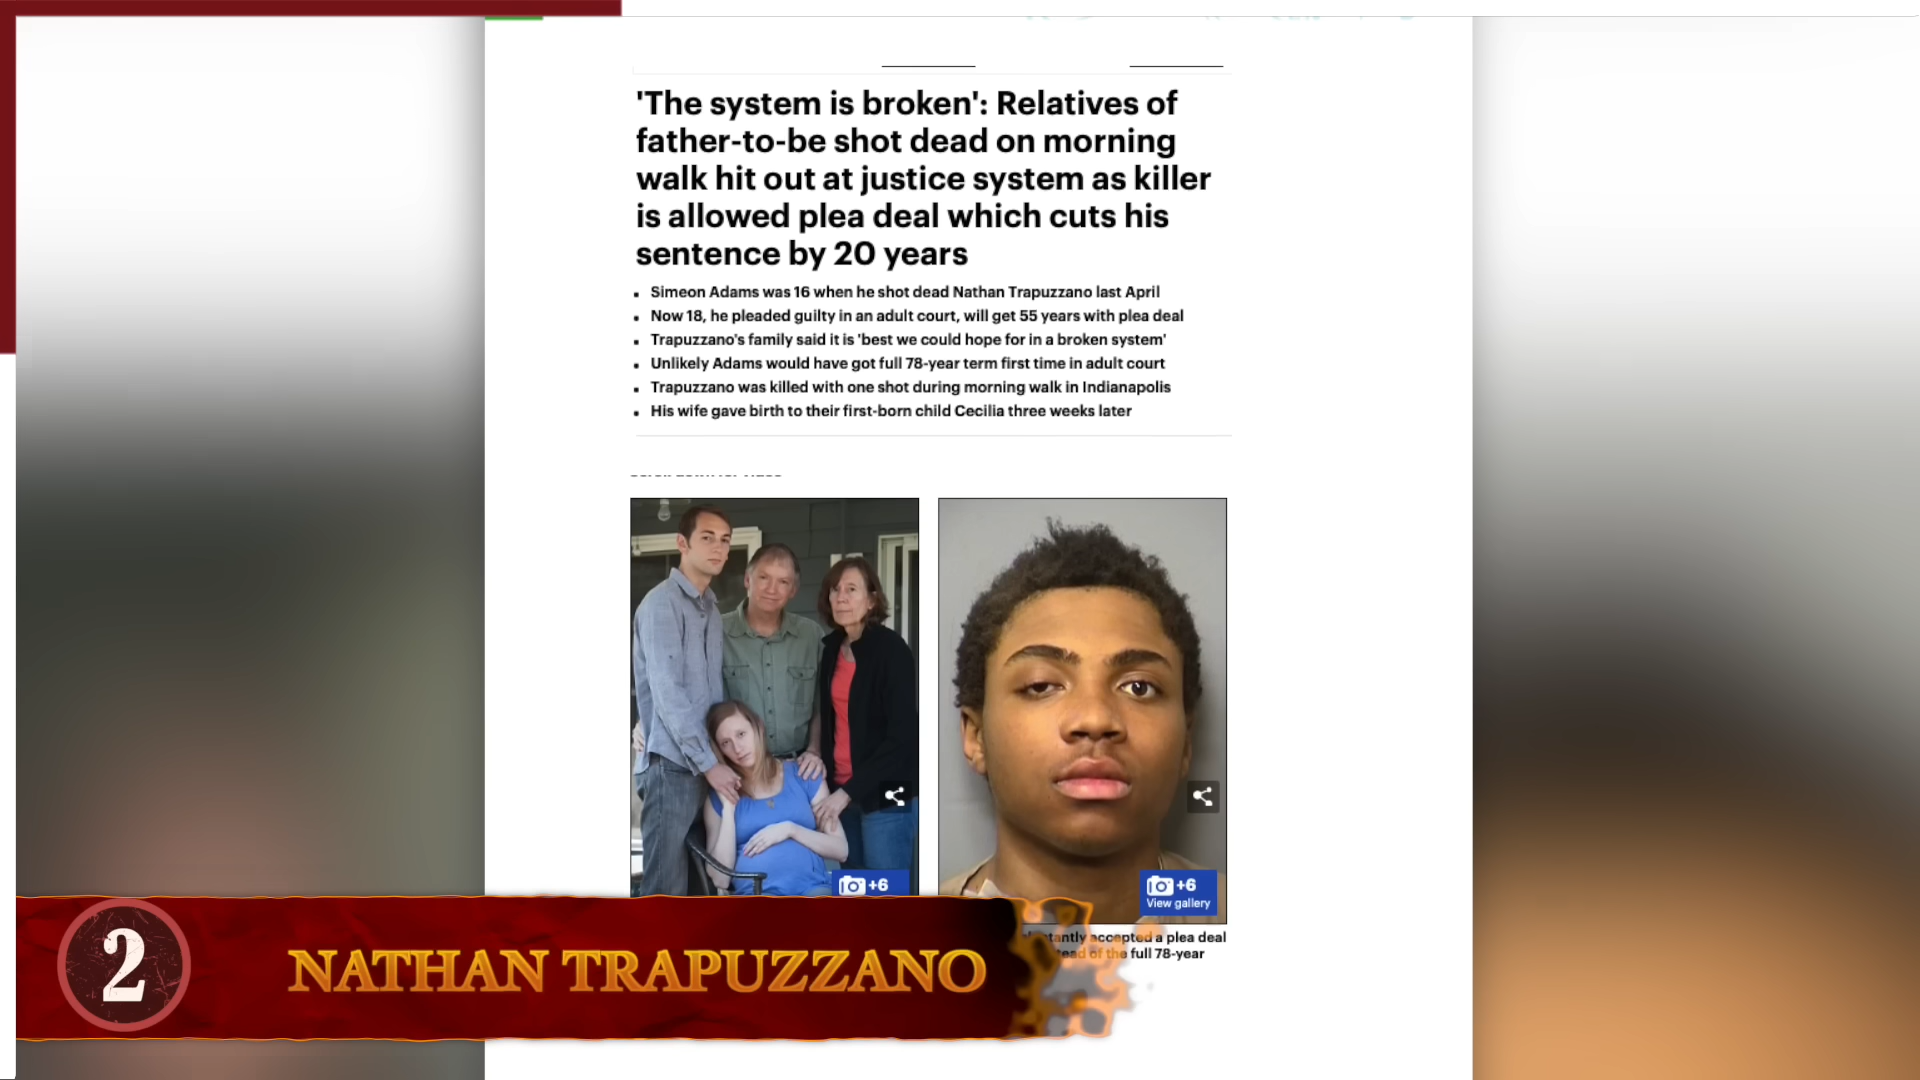 'The system is broken': Relatives of
father-to-be shot dead on morning
walk hit out at justice system as killer
is allowed plea deal which cuts his
sentence by 20 years
Simeon Adams was 16 when he shot dead Nathan Trapuzzano last April
Now 18, he pleaded guilty in an adult court, will get 55 years with plea deal
Trapuzzano's family said it is 'best we could hope for in a broken system'
Unlikely Adams would have got full 78-year term first time in adult court
Trapuzzano was killed with one shot during morning walk in Indianapolis
His wife gave birth to their first-born child Cecilia three weeks later
+6
+6
View gallery
accepted a plea deal
of the full 78-year
2
NATHAN TRAPUZZANO